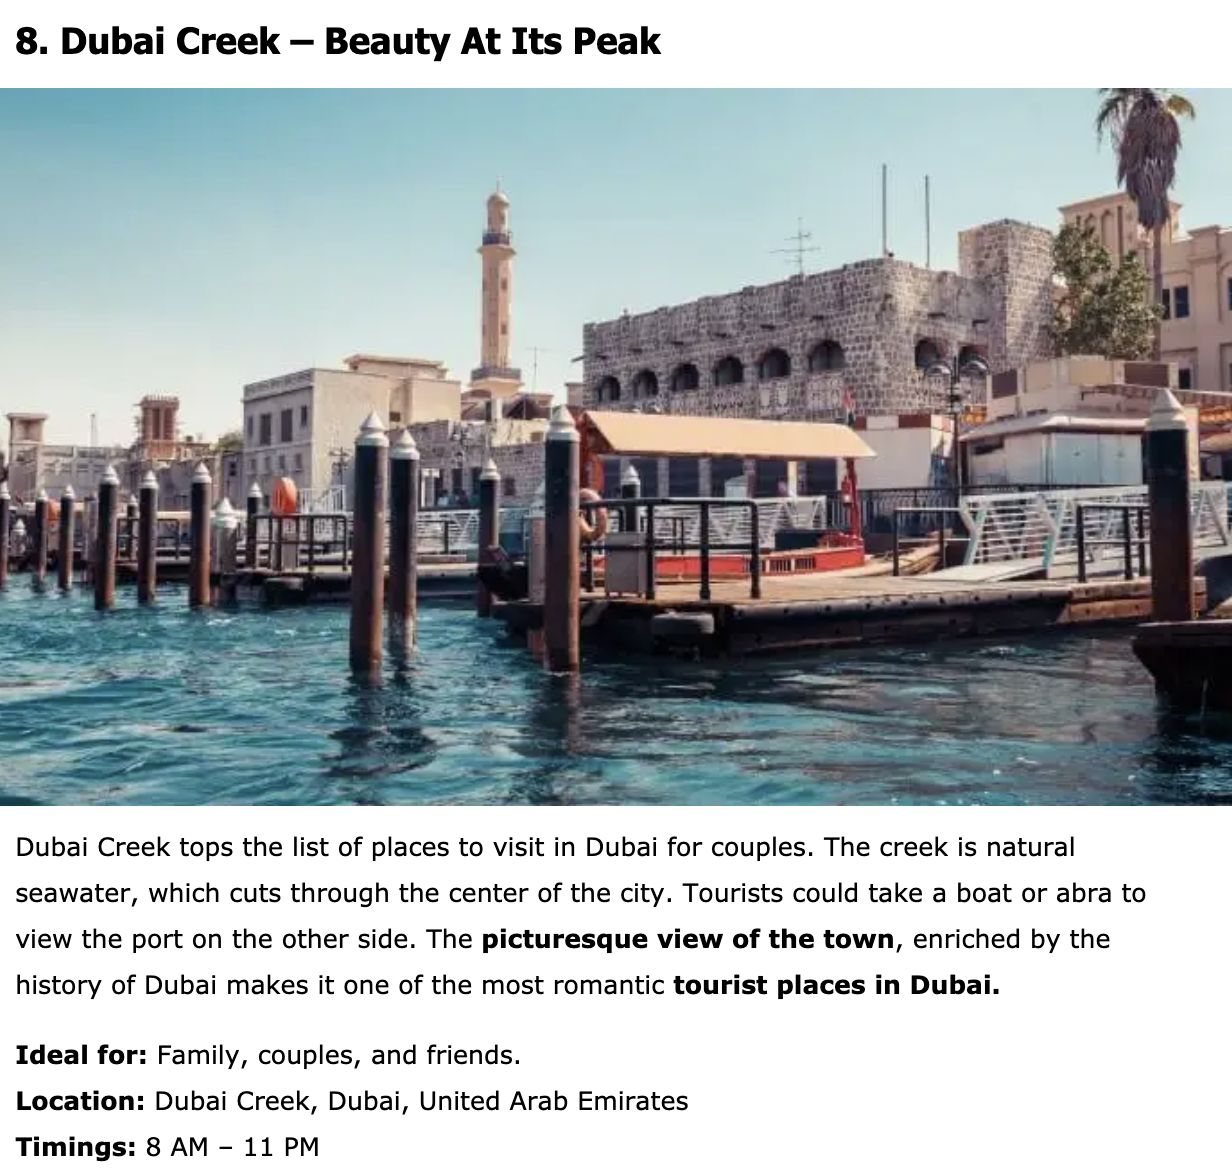 8. Dubai Creek – Beauty At Its Peak
Dubai Creek tops the list of places to visit in Dubai for couples. The creek is natural
seawater, which cuts through the center of the city. Tourists could take a boat or abra to
view the port on the other side. The picturesque view of the town, enriched by the
history of Dubai makes it one of the most romantic tourist places in Dubai.
Ideal for: Family, couples, and friends.
Location: Dubai Creek, Dubai, United Arab Emirates
Timings: 8 AM – 11 PM